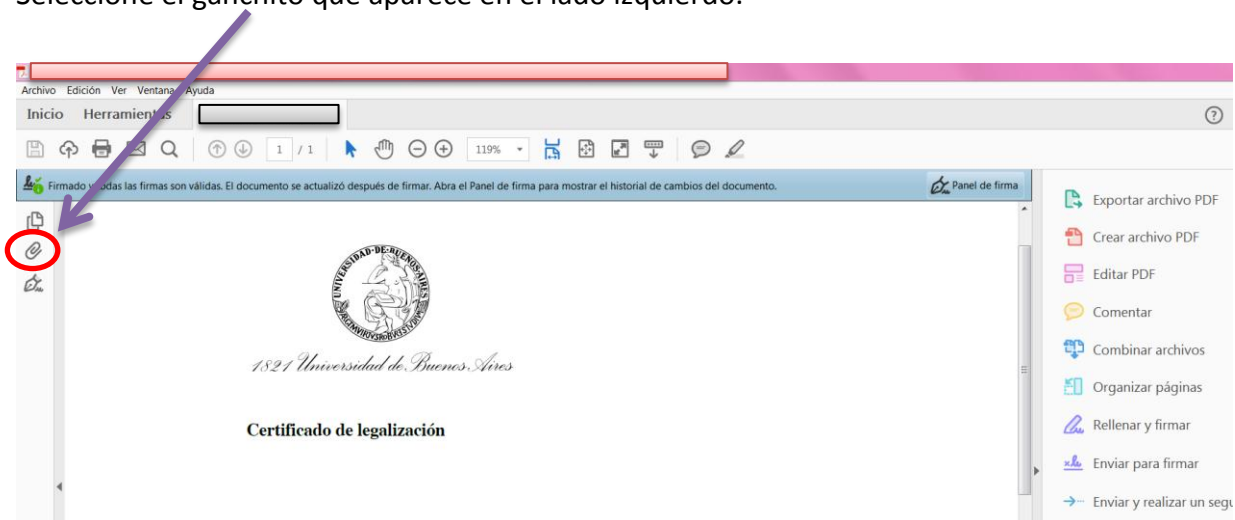 Seleccione el ganchito que aparece en el lado izquierdo.
Archivo Edición Ver Ventana Ayuda
Inicio Herramientas
1 / 1 119%
Firmado y todas las firmas son válidas. El documento se actualizó después de firmar. Abra el Panel de firma para mostrar el historial de cambios del documento. Panel de firma
Exportar archivo PDF
Crear archivo PDF
Editar PDF
Comentar
Combinar archivos
Organizar páginas
Rellenar y firmar
Enviar para firmar
Enviar y realizar un segu
UNIVERSIDAD·DE·BUENOS·AIRES
1821 Universidad de Buenos Aires
Certificado de legalización